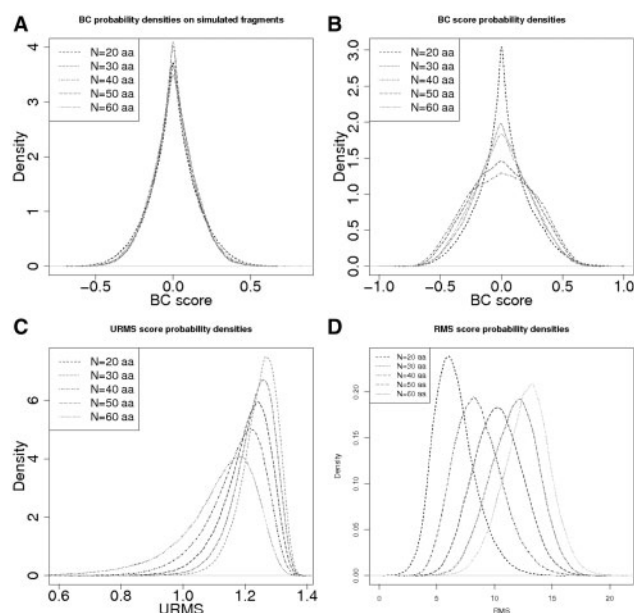 A
BC probability densities on simulated fragments
N=20 aa
N=30 aa
N=40 aa
N=50 aa
N=60 aa
Density
0 1 2 3 4
−0.5 0.0 0.5
BC score
B
BC score probability densities
N=20 aa
N=30 aa
N=40 aa
N=50 aa
N=60 aa
Density
0.0 0.5 1.0 1.5 2.0 2.5 3.0
−1.0 −0.5 0.0 0.5 1.0
BC score
C
URMS score probability densities
N=20 aa
N=30 aa
N=40 aa
N=50 aa
N=60 aa
Density
0 2 4 6
0.6 0.8 1.0 1.2 1.4
URMS
D
RMS score probability densities
N=20 aa
N=30 aa
N=40 aa
N=50 aa
N=60 aa
Density
0.00 0.05 0.10 0.15 0.20
0 5 10 15 20
RMS